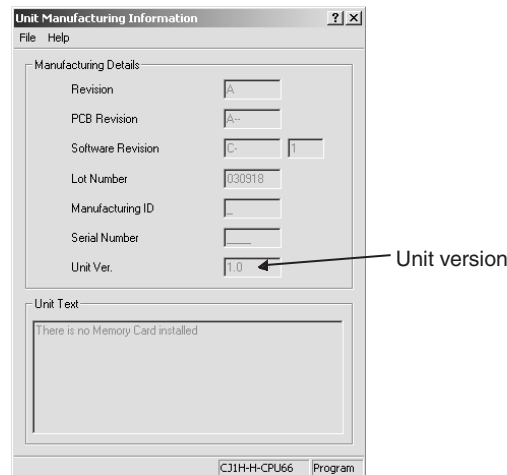 Unit Manufacturing Information ? X
File Help
Manufacturing Details
Revision A
PCB Revision A--
Software Revision C- 1
Lot Number 030918
Manufacturing ID _
Serial Number ____
Unit Ver. 1.0
Unit version
Unit Text
There is no Memory Card installed
CJ1H-H-CPU66 Program